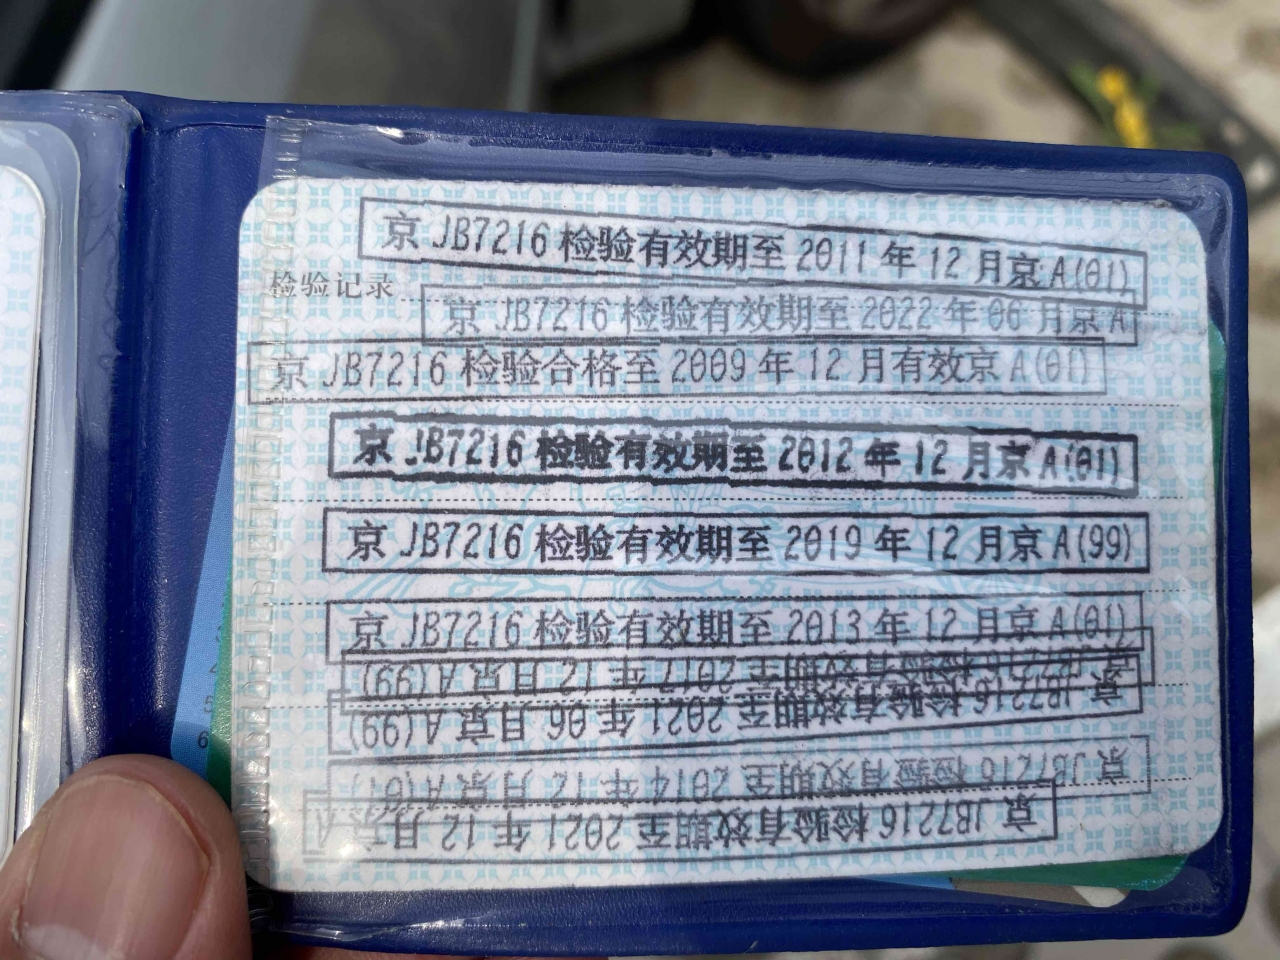 京 JB7216 检验有效期至 2011 年 12 月京 A(01)
检验记录
京 JB7216 检验有效期至 2022 年 06 月京 A
京 JB7216 检验合格至 2009 年 12 月有效京 A(01)
京 JB7216 检验有效期至 2012 年 12 月京 A(01)
京 JB7216 检验有效期至 2019 年 12 月京 A(99)
京 JB7216 检验有效期至 2013 年 12 月京 A(01)
京 JB7216 检验有效期至 2017 年 12 月京 A(99)
京 JB7216 检验有效期至 2021 年 06 月京 A(99)
京 JB7216 检验有效期至 2014 年 12 月京 A(01)
京 JB7216 检验有效期至 2021 年 12 月京 A
5
6